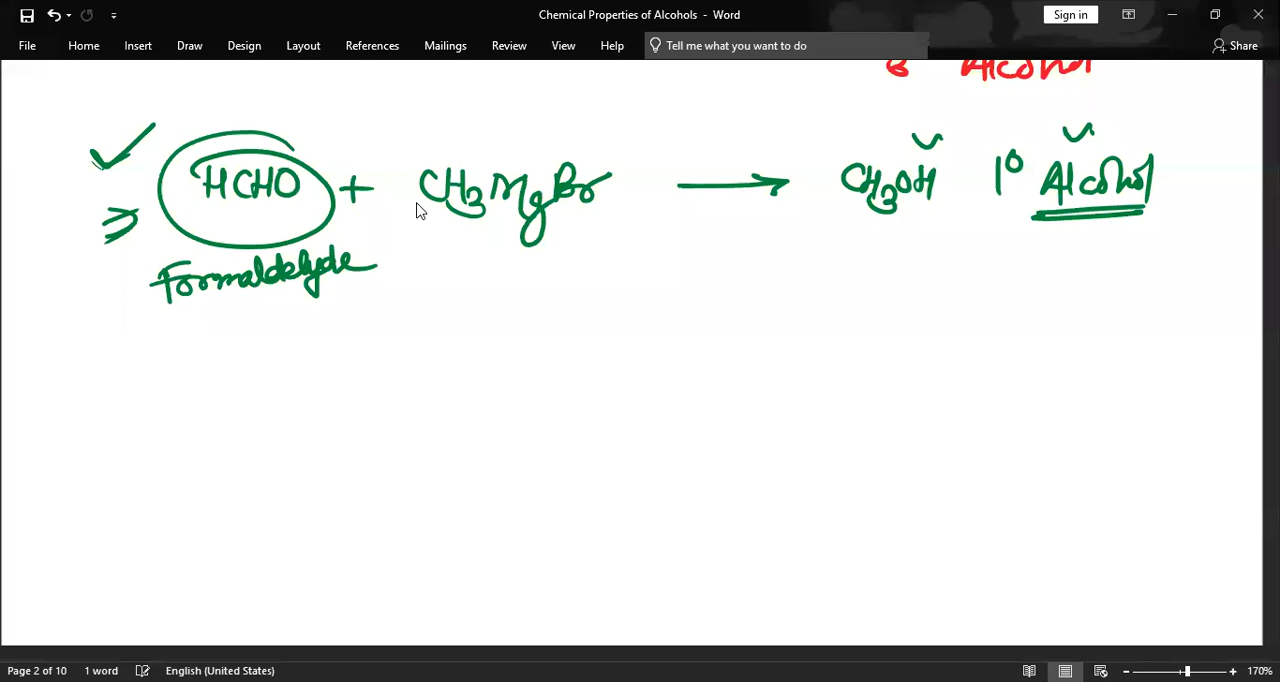 Chemical Properties of Alcohols - Word
Sign in
File Home Insert Draw Design Layout References Mailings Review View Help Tell me what you want to do Share
Alcohol
HCHO + CH3MgBr → CH3OH 1° Alcohol
Formaldelyde
Page 2 of 10 1 word English (United States) 170%